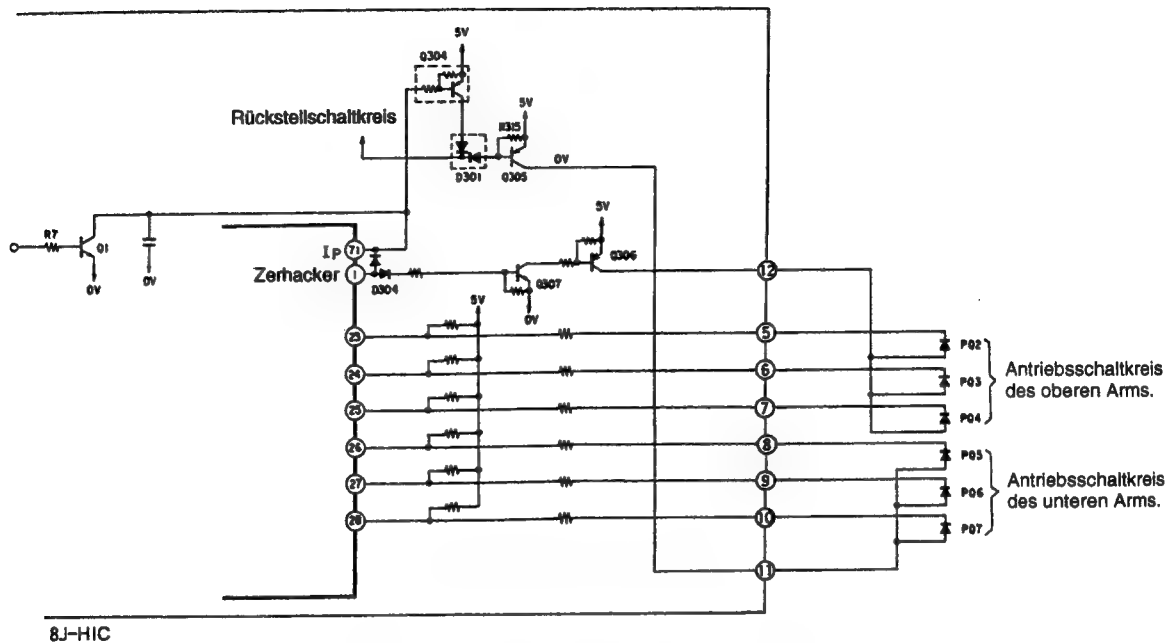 5V
Q304
Rückstellschaltkreis
5V
R315
D301
Q305
0V
R7
Q1
0V
0V
IP
71
Zerhacker
1
D304
5V
Q306
Q307
0V
12
5V
23
5
P02
24
6
P03
Antriebsschaltkreis
des oberen Arms.
25
7
P04
26
8
P05
27
9
P06
Antriebsschaltkreis
des unteren Arms.
28
10
P07
11
8J-HIC